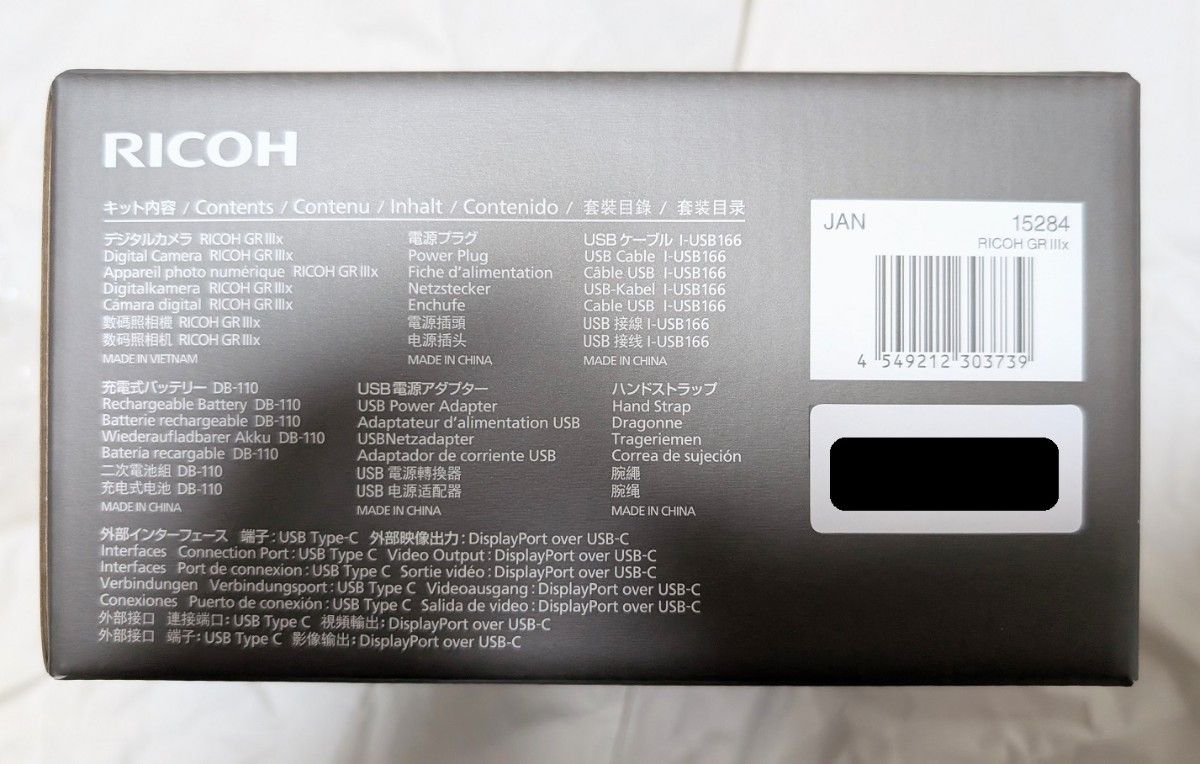 RICOH
キット内容 / Contents / Contenu / Inhalt / Contenido / 套裝目錄 / 套装目录
デジタルカメラ RICOH GR IIIx
Digital Camera RICOH GR IIIx
Appareil photo numérique RICOH GR IIIx
Digitalkamera RICOH GR IIIx
Cámara digital RICOH GR IIIx
數碼照相機 RICOH GR IIIx
数码照相机 RICOH GR IIIx
MADE IN VIETNAM
電源プラグ
Power Plug
Fiche d'alimentation
Netzstecker
Enchufe
電源插頭
电源插头
MADE IN CHINA
USBケーブル I-USB166
USB Cable I-USB166
Câble USB I-USB166
USB-Kabel I-USB166
Cable USB I-USB166
USB 接線 I-USB166
USB 接线 I-USB166
MADE IN CHINA
充電式バッテリー DB-110
Rechargeable Battery DB-110
Batterie rechargeable DB-110
Wiederaufladbarer Akku DB-110
Batería recargable DB-110
二次電池組 DB-110
充电式电池 DB-110
MADE IN CHINA
USB電源アダプター
USB Power Adapter
Adaptateur d'alimentation USB
USBNetzadapter
Adaptador de corriente USB
USB 電源轉換器
USB 电源适配器
MADE IN CHINA
ハンドストラップ
Hand Strap
Dragonne
Trageriemen
Correa de sujeción
腕繩
腕绳
MADE IN CHINA
外部インターフェース 端子:USB Type-C 外部映像出力:DisplayPort over USB-C
Interfaces Connection Port:USB Type C Video Output:DisplayPort over USB-C
Interfaces Port de connexion:USB Type C Sortie vidéo:DisplayPort over USB-C
Verbindungen Verbindungsport:USB Type C Videoausgang:DisplayPort over USB-C
Conexiones Puerto de conexión:USB Type C Salida de video:DisplayPort over USB-C
外部接口 連接端口:USB Type C 視頻輸出:DisplayPort over USB-C
外部接口 端子:USB Type C 影像输出:DisplayPort over USB-C
JAN 15284
RICOH GR IIIx
4 549212 303739